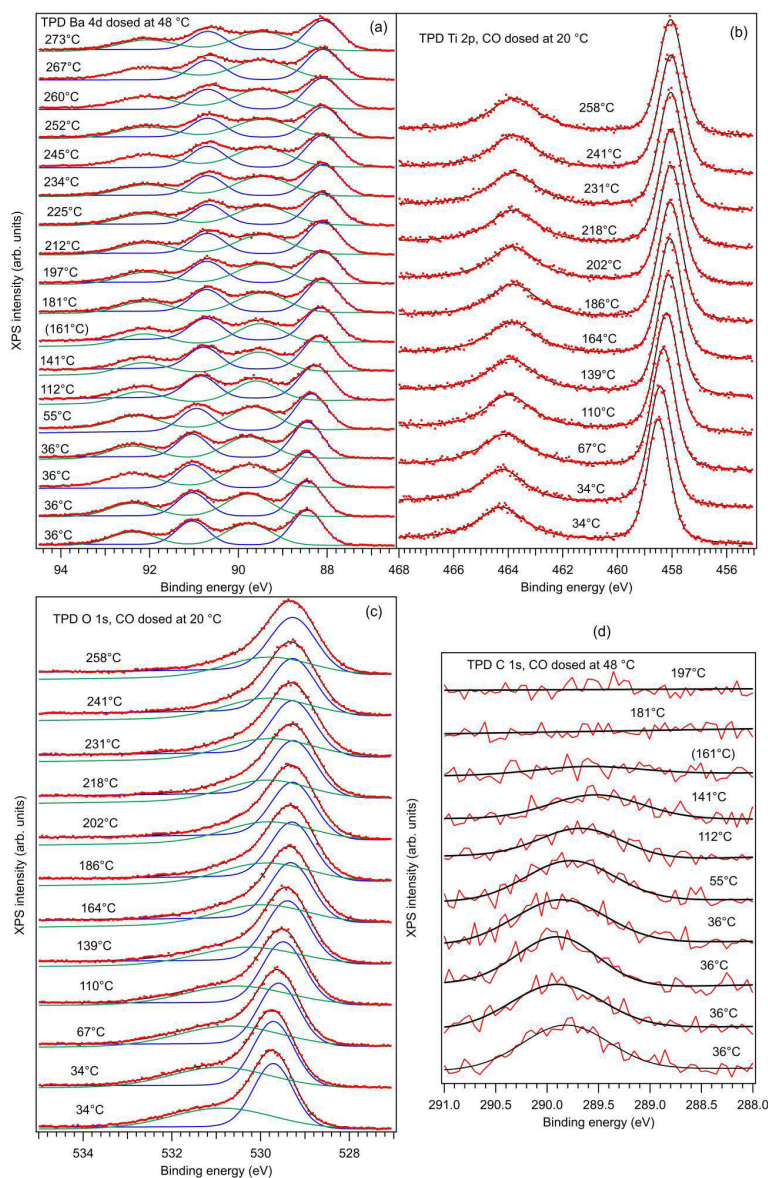 TPD Ba 4d dosed at 48 °C
(a)
273°C
267°C
260°C
252°C
245°C
234°C
225°C
212°C
197°C
181°C
(161°C)
141°C
112°C
55°C
36°C
36°C
36°C
36°C
XPS intensity (arb. units)
94
92
90
88
Binding energy (eV)
TPD Ti 2p, CO dosed at 20 °C
(b)
258°C
241°C
231°C
218°C
202°C
186°C
164°C
139°C
110°C
67°C
34°C
34°C
468
466
464
462
460
458
456
Binding energy (eV)
TPD O 1s, CO dosed at 20 °C
(c)
258°C
241°C
231°C
218°C
202°C
186°C
164°C
139°C
110°C
67°C
34°C
34°C
XPS intensity (arb. units)
534
532
530
528
Binding energy (eV)
(d)
TPD C 1s, CO dosed at 48 °C
197°C
181°C
(161°C)
141°C
112°C
55°C
36°C
36°C
36°C
36°C
XPS intensity (arb. units)
291.0
290.5
290.0
289.5
289.0
288.5
288.0
Binding energy (eV)